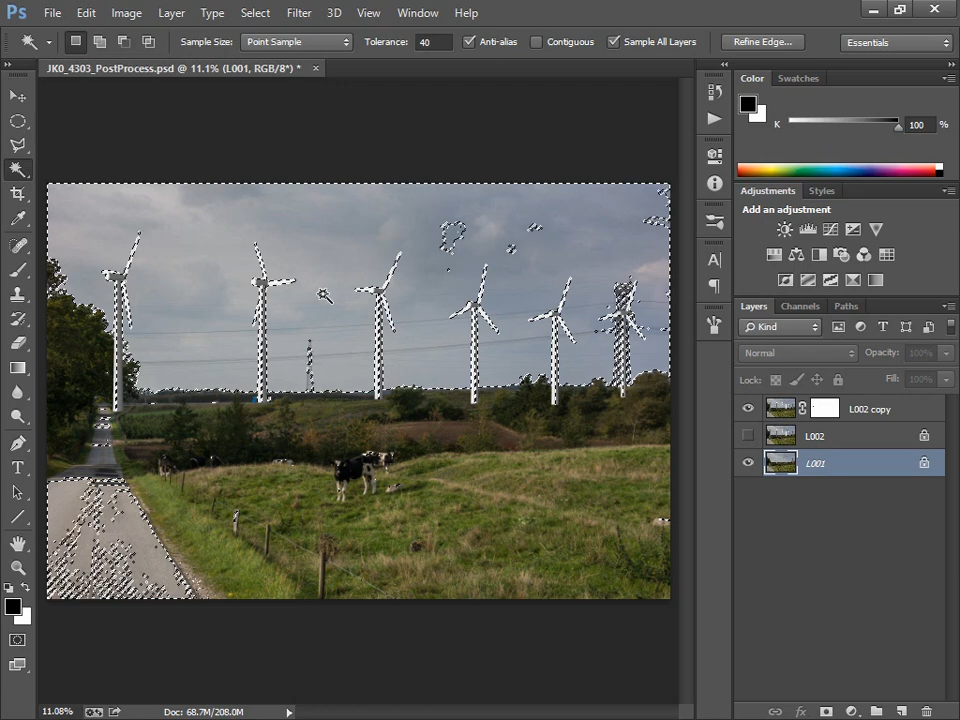 Ps File Edit Image Layer Type Select Filter 3D View Window Help
Sample Size: Point Sample Tolerance: 40 Anti-alias Contiguous Sample All Layers Refine Edge... Essentials
JK0_4303_PostProcess.psd @ 11.1% (L001, RGB/8*) * ×
Color Swatches
K 100 %
Adjustments Styles
Add an adjustment
Layers Channels Paths
Kind
Normal Opacity: 100%
Lock: Fill: 100%
L002 copy
L002
L001
11.08% Doc: 68.7M/208.0M